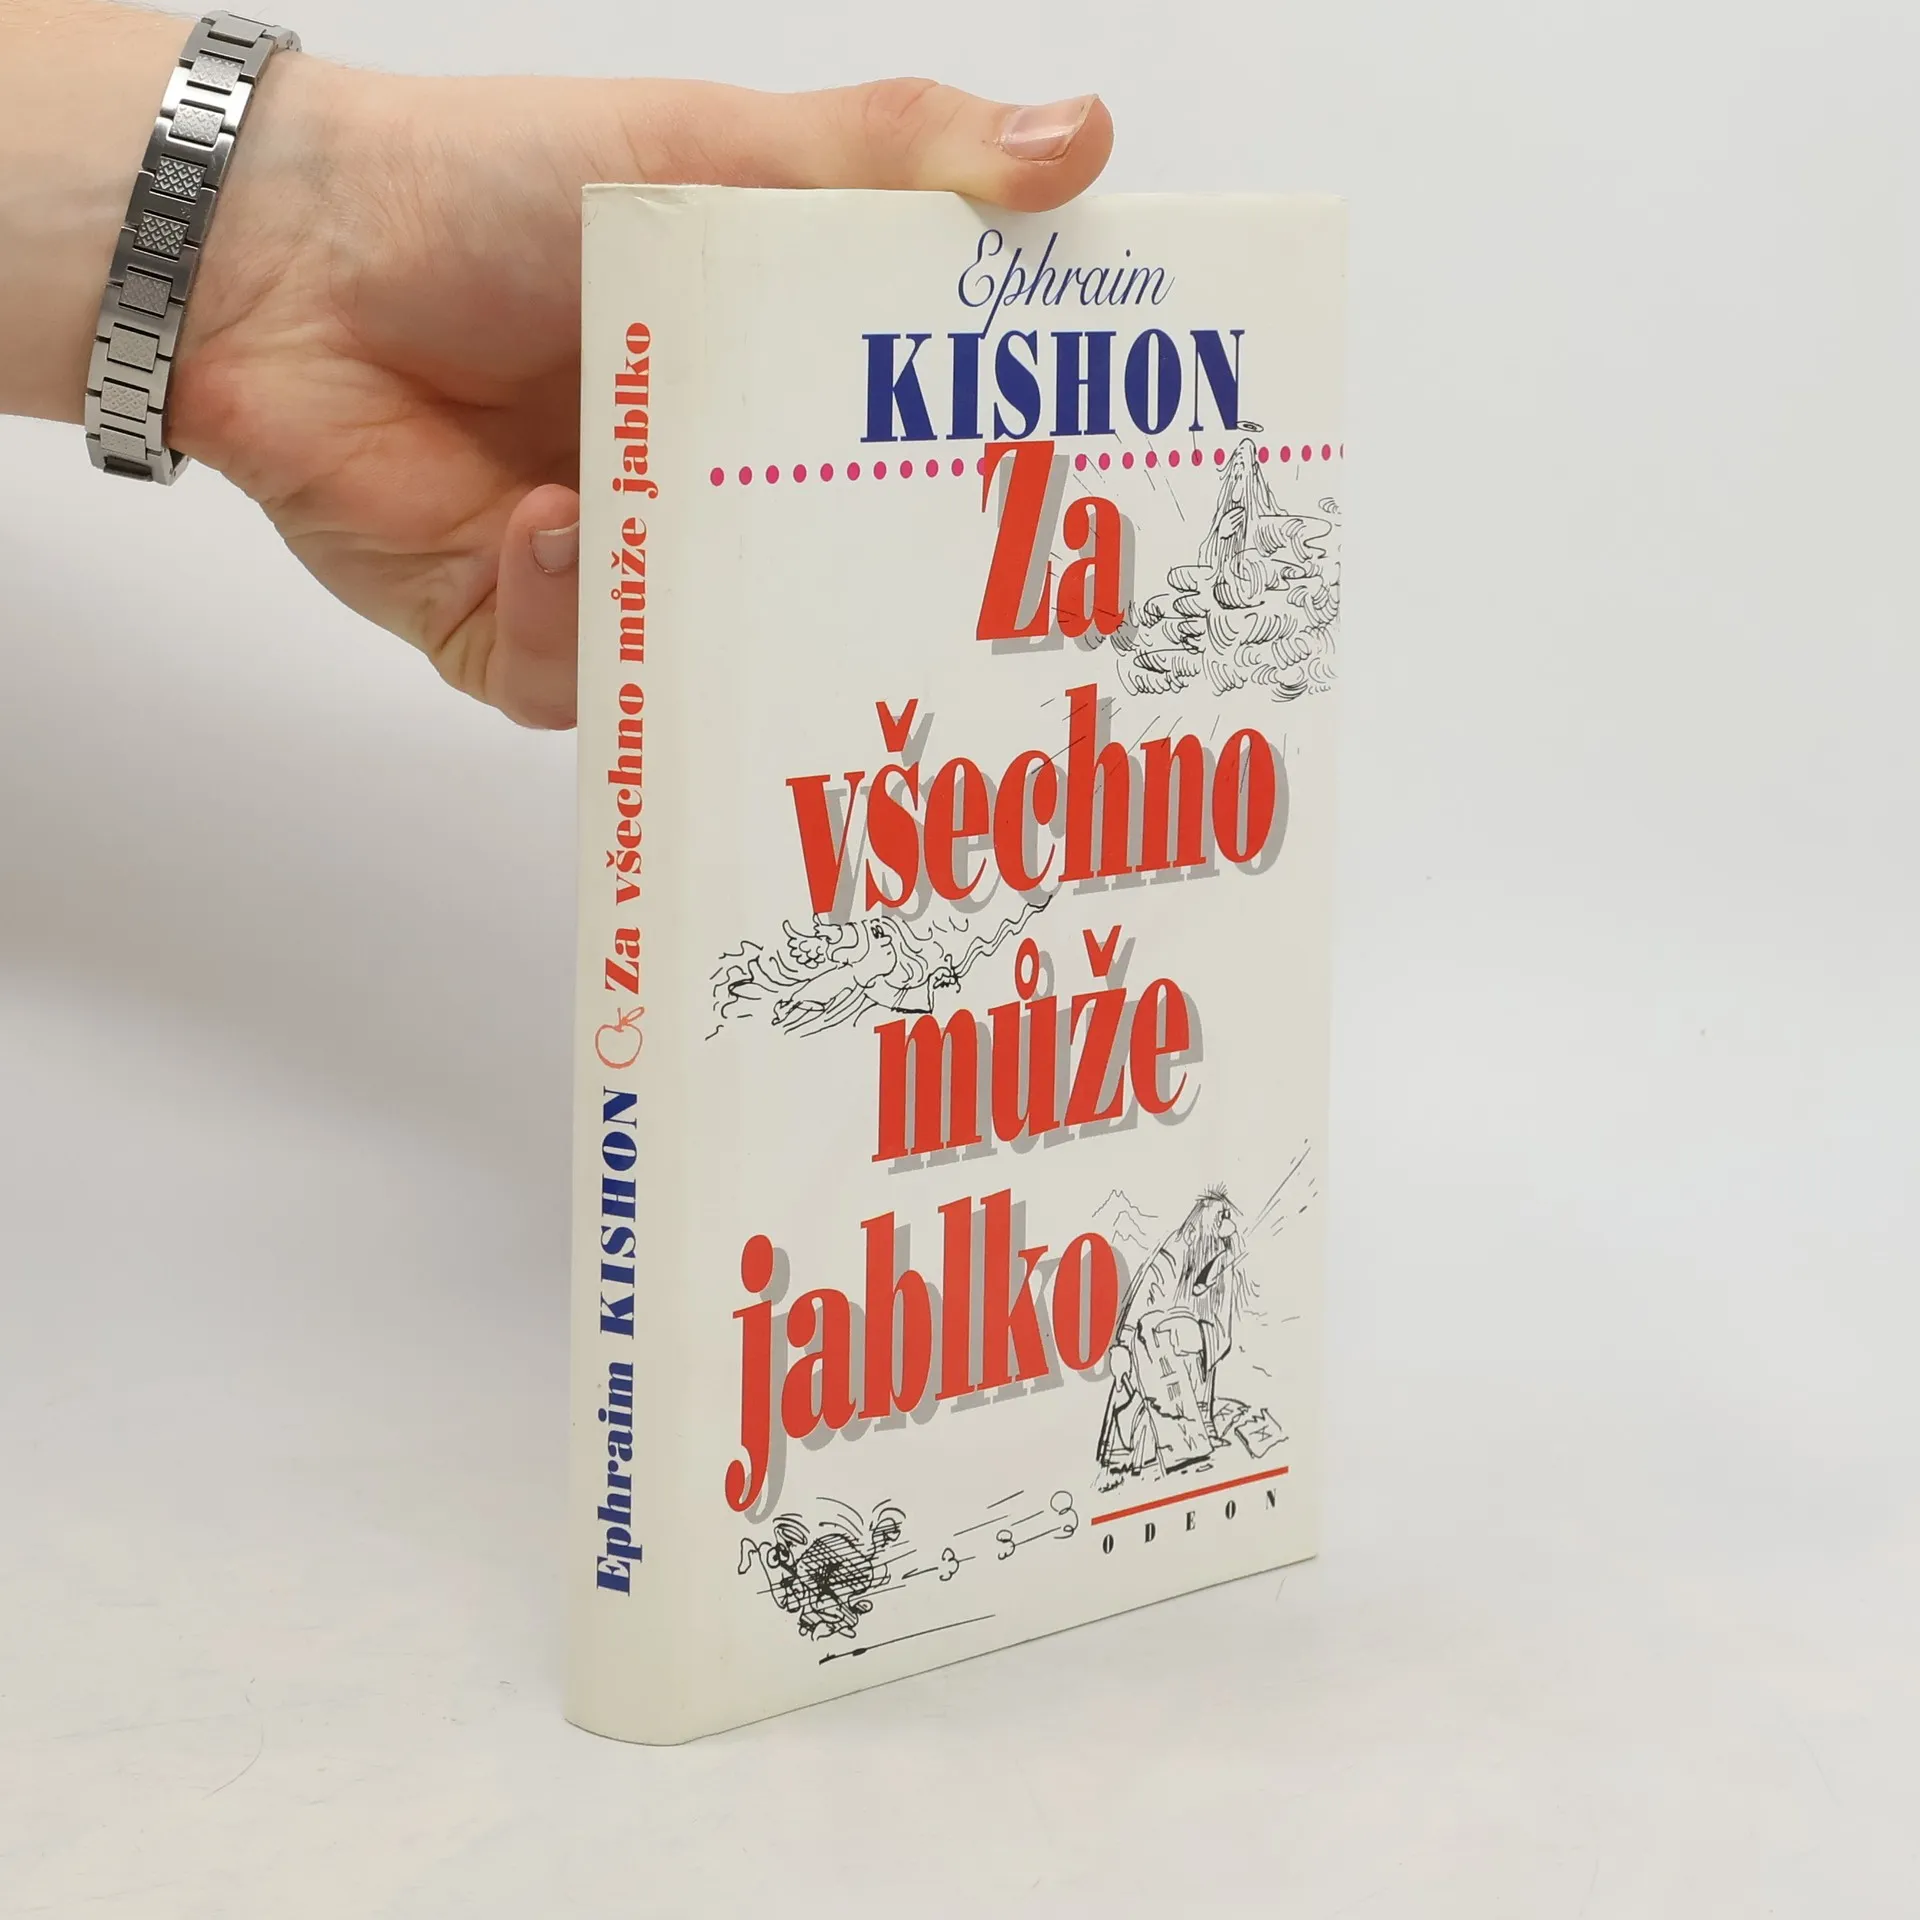 Ephraim
KISHON
Za
všechno
může
jablko
ODEON
Ephraim KISHON Za všechno může jablko